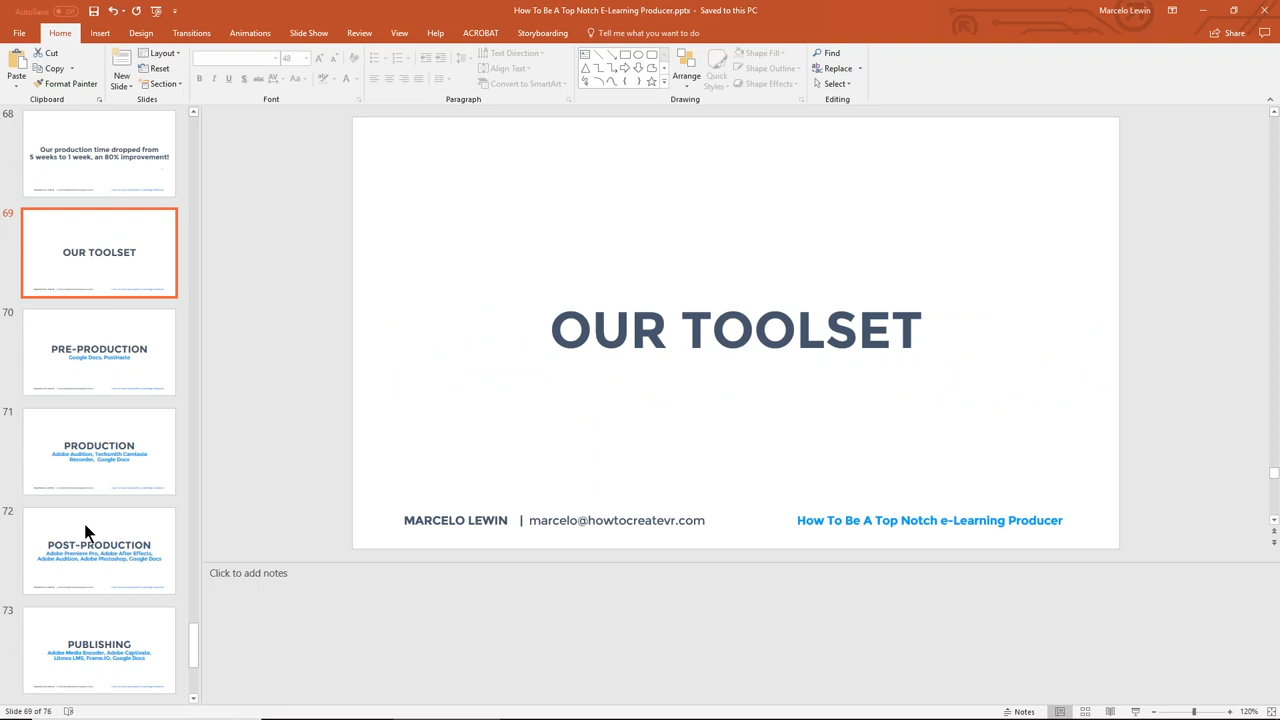 AutoSave Off
How To Be A Top Notch E-Learning Producer.pptx - Saved to this PC
Marcelo Lewin
File Home Insert Design Transitions Animations Slide Show Review View Help ACROBAT Storyboarding Tell me what you want to do
Share
Paste
Cut
Copy
Format Painter
Clipboard
New
Slide
Layout
Reset
Section
Slides
48
Font
Text Direction
Align Text
Convert to SmartArt
Paragraph
Arrange
Quick
Styles
Shape Fill
Shape Outline
Shape Effects
Drawing
Find
Replace
Select
Editing
68
Our production time dropped from
5 weeks to 1 week, an 80% improvement!
69
OUR TOOLSET
70
PRE-PRODUCTION
Google Docs, PostHaste
71
PRODUCTION
Adobe Audition, Techsmith Camtasia
Recorder, Google Docs
72
POST-PRODUCTION
Adobe Premiere Pro, Adobe After Effects,
Adobe Audition, Adobe Photoshop, Google Docs
73
PUBLISHING
Adobe Media Encoder, Adobe Captivate,
Litmos LMS, Frame.IO, Google Docs
OUR TOOLSET
MARCELO LEWIN | marcelo@howtocreatevr.com
How To Be A Top Notch e-Learning Producer
Click to add notes
Slide 69 of 76
Notes
120%